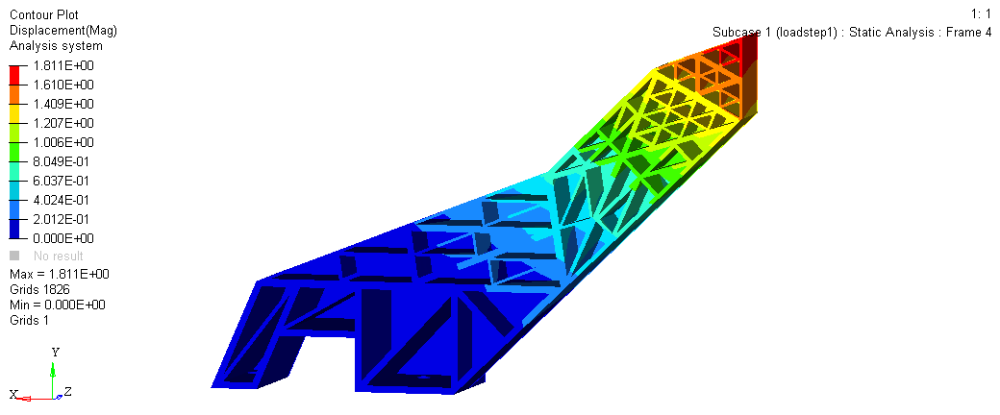 Contour Plot
Displacement(Mag)
Analysis system
1.811E+00
1.610E+00
1.409E+00
1.207E+00
1.006E+00
8.049E-01
6.037E-01
4.024E-01
2.012E-01
0.000E+00
No result
Max = 1.811E+00
Grids 1826
Min = 0.000E+00
Grids 1
1: 1
Subcase 1 (loadstep1) : Static Analysis : Frame 4
Y
X
Z